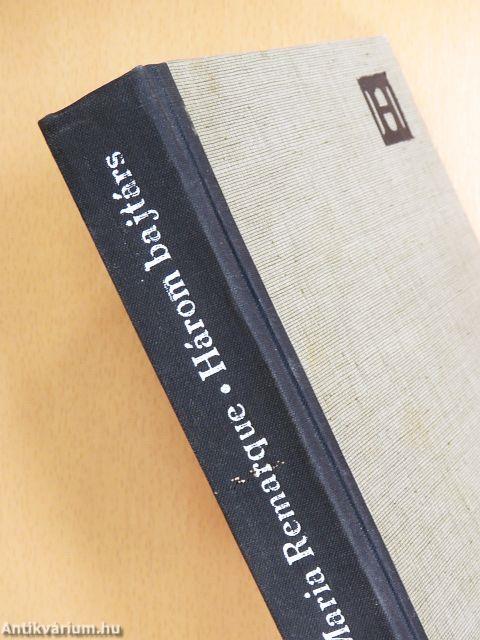 Maria Remarque • Három bajtárs
H
Antikvárium.hu